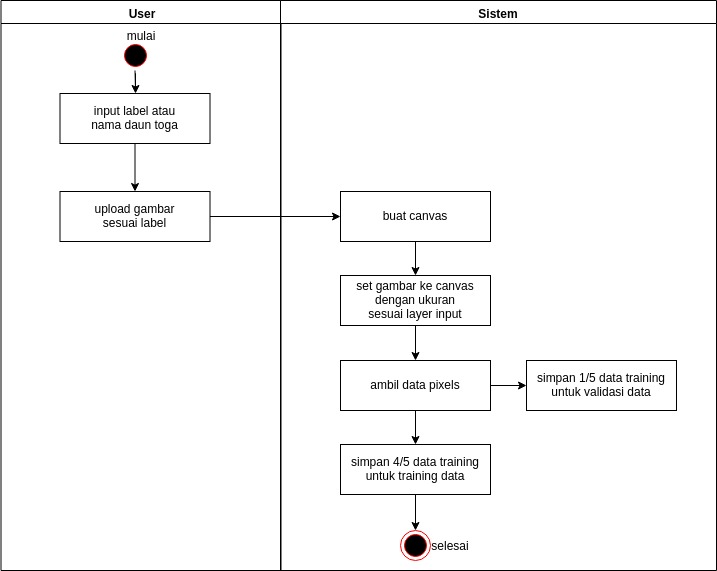 User
Sistem
mulai
input label atau
nama daun toga
upload gambar
sesuai label
buat canvas
set gambar ke canvas
dengan ukuran
sesuai layer input
ambil data pixels
simpan 1/5 data training
untuk validasi data
simpan 4/5 data training
untuk training data
selesai